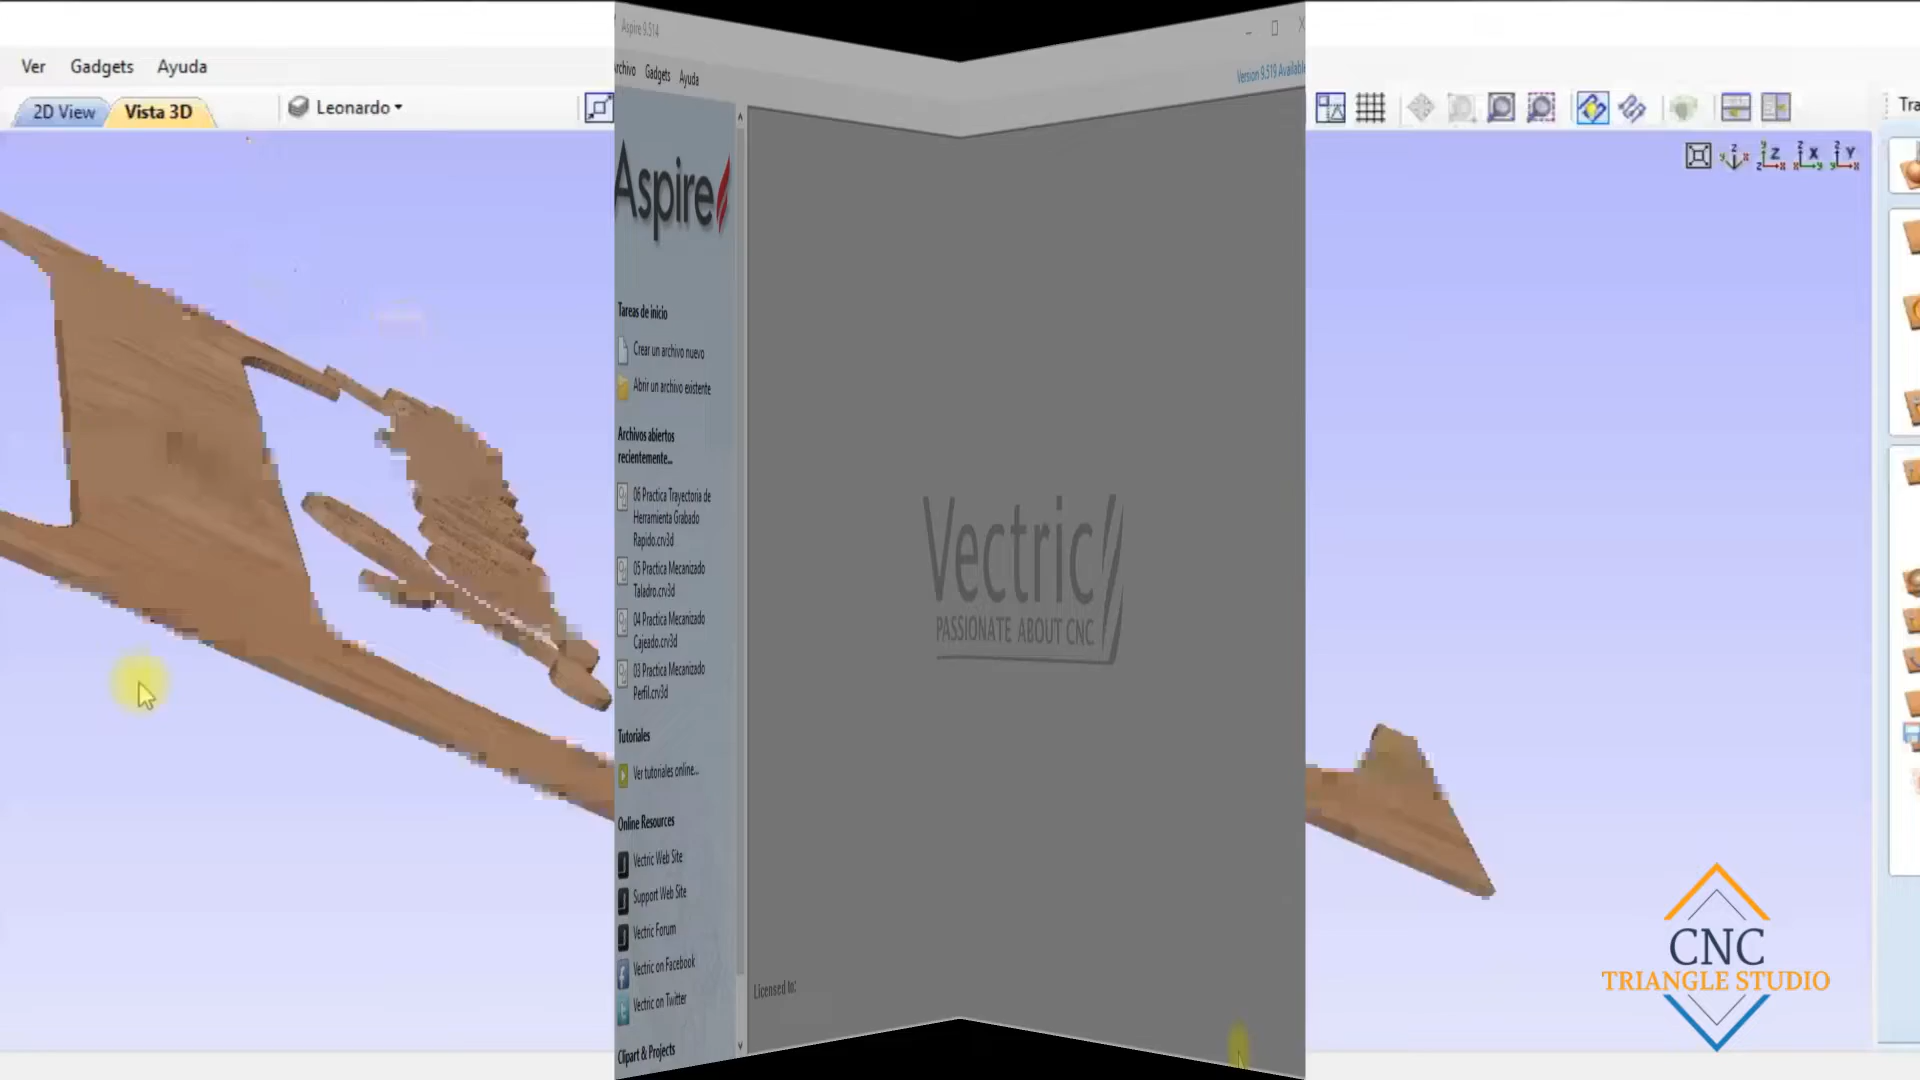 Ver Gadgets Ayuda
2D View Vista 3D Leonardo
Aspire 9.514
Gadgets Ayuda
Version 9.519 Available
Aspire
Tareas de inicio
Crear un archivo nuevo
Abrir un archivo existente
Archivos abiertos
recientemente...
06 Practica Trayectoria de
Herramienta Grabado
Rapido.crv3d
05 Practica Mecanizado
Taladro.crv3d
04 Practica Mecanizado
Cajeado.crv3d
03 Practica Mecanizado
Perfil.crv3d
Tutoriales
Ver tutoriales online...
Online Resources
Vectric Web Site
Support Web Site
Vectric Forum
Vectric on Facebook
Vectric on Twitter
Clipart & Projects
Vectric
PASSIONATE ABOUT CNC
Licensed to:
CNC
TRIANGLE STUDIO